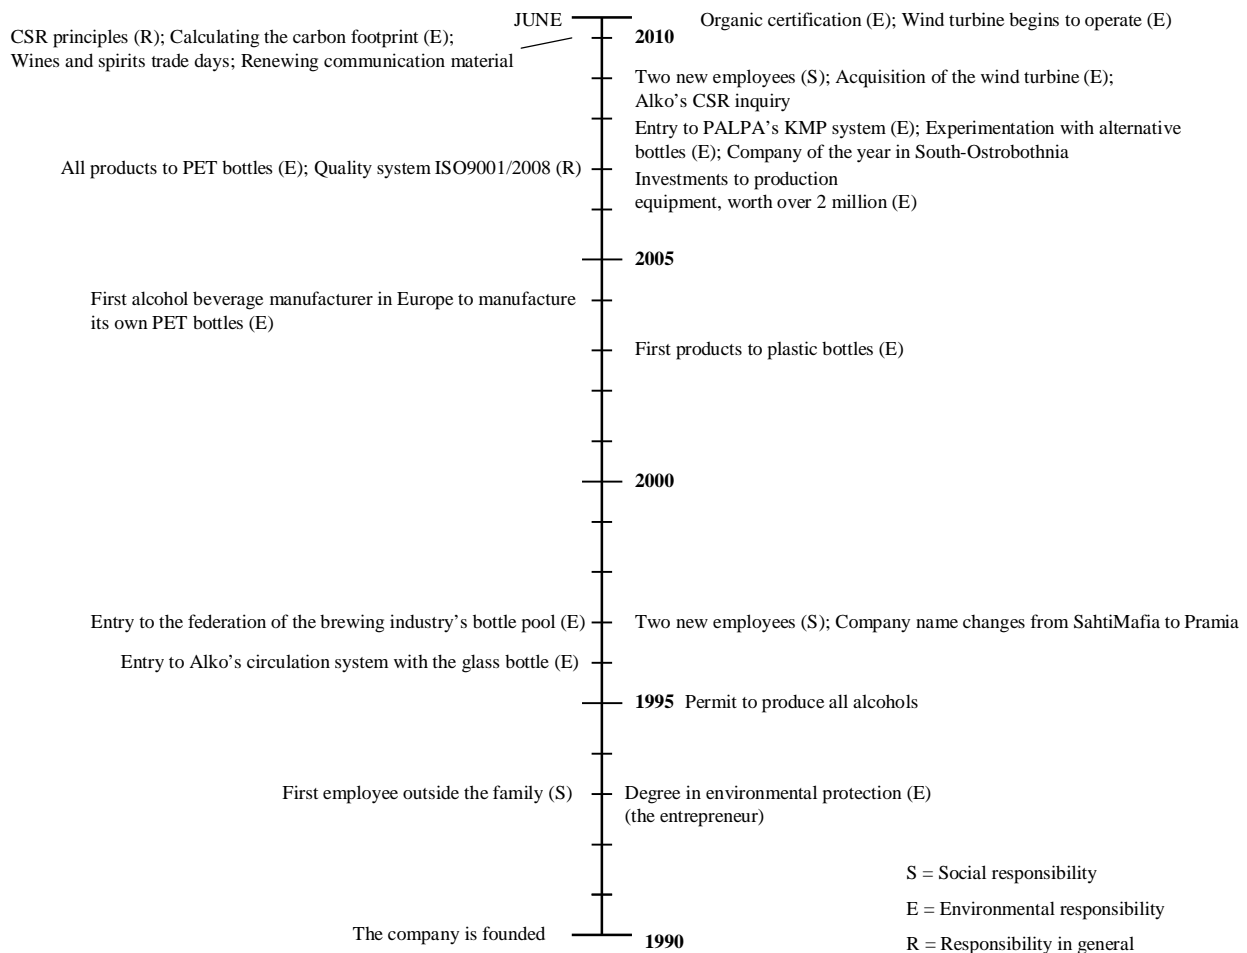 JUNE
Organic certification (E); Wind turbine begins to operate (E)
CSR principles (R); Calculating the carbon footprint (E);
Wines and spirits trade days; Renewing communication material
2010
Two new employees (S); Acquisition of the wind turbine (E);
Alko's CSR inquiry
Entry to PALPA's KMP system (E); Experimentation with alternative
bottles (E); Company of the year in South-Ostrobothnia
All products to PET bottles (E); Quality system ISO9001/2008 (R)
Investments to production
equipment, worth over 2 million (E)
2005
First alcohol beverage manufacturer in Europe to manufacture
its own PET bottles (E)
First products to plastic bottles (E)
2000
Entry to the federation of the brewing industry's bottle pool (E)
Two new employees (S); Company name changes from SahtiMafia to Pramia
Entry to Alko's circulation system with the glass bottle (E)
1995 Permit to produce all alcohols
First employee outside the family (S)
Degree in environmental protection (E)
(the entrepreneur)
S = Social responsibility
E = Environmental responsibility
R = Responsibility in general
The company is founded
1990